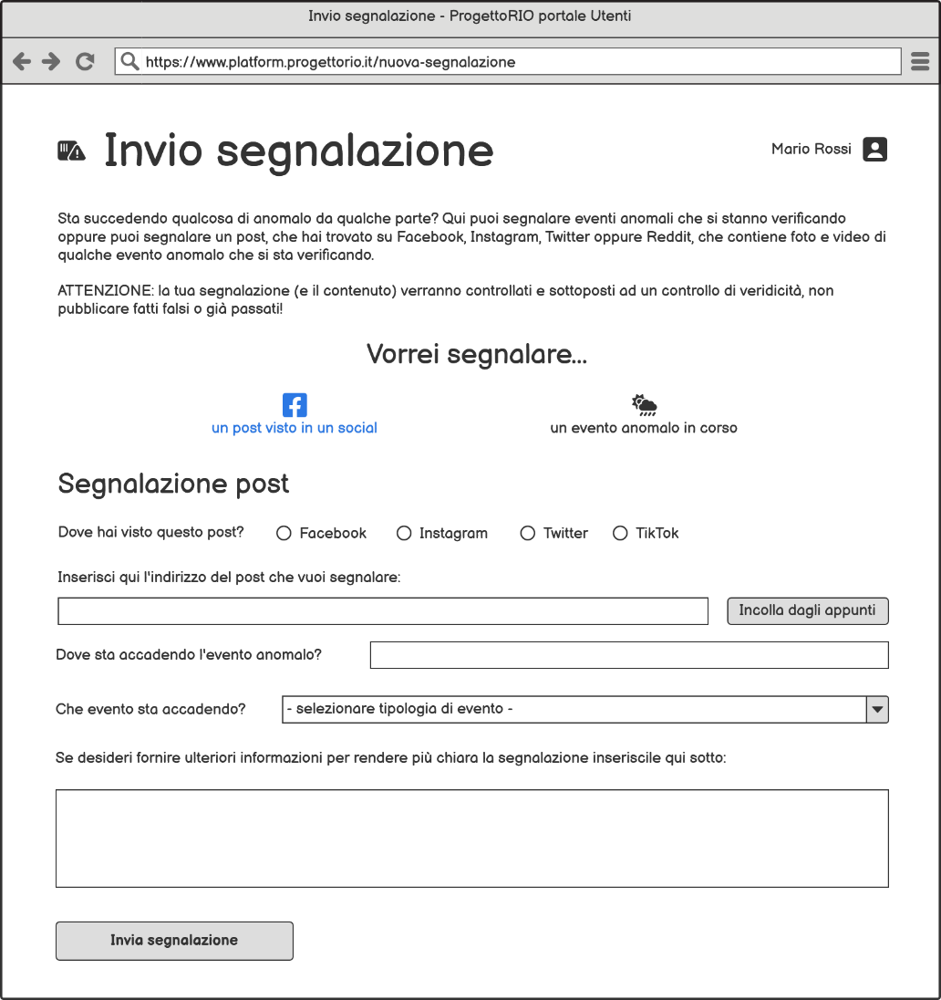 Invio segnalazione - ProgettoRIO portale Utenti
https://www.platform.progettorio.it/nuova-segnalazione
Invio segnalazione
Mario Rossi
Sta succedendo qualcosa di anomalo da qualche parte? Qui puoi segnalare eventi anomali che si stanno verificando
oppure puoi segnalare un post, che hai trovato su Facebook, Instagram, Twitter oppure Reddit, che contiene foto e video di
qualche evento anomalo che si sta verificando.
ATTENZIONE: la tua segnalazione (e il contenuto) verranno controllati e sottoposti ad un controllo di veridicità, non
pubblicare fatti falsi o già passati!
Vorrei segnalare...
un post visto in un social
un evento anomalo in corso
Segnalazione post
Dove hai visto questo post? Facebook Instagram Twitter TikTok
Inserisci qui l'indirizzo del post che vuoi segnalare:
Incolla dagli appunti
Dove sta accadendo l'evento anomalo?
Che evento sta accadendo? - selezionare tipologia di evento -
Se desideri fornire ulteriori informazioni per rendere più chiara la segnalazione inseriscile qui sotto:
Invia segnalazione